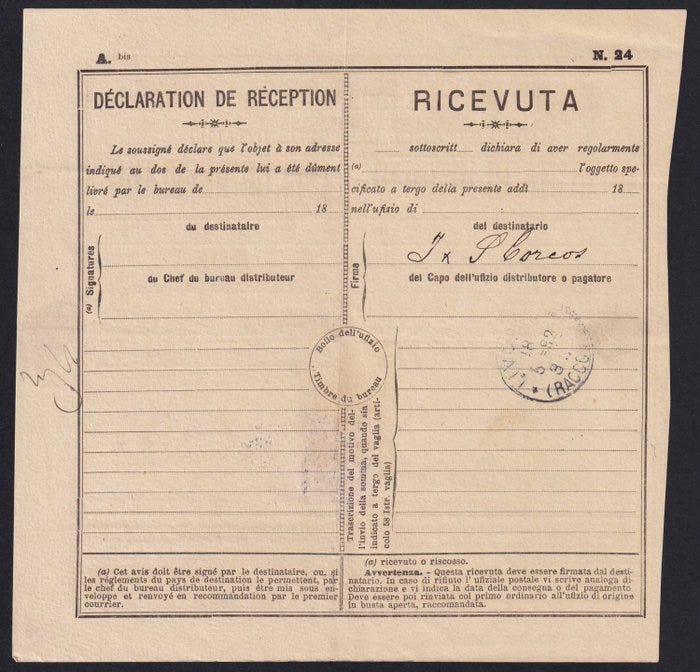 A. bis
N. 24
DÉCLARATION DE RÉCEPTION
Le soussigné déclare que l'objet à son adresse
indiqué au dos de la présente lui a été dûment
livré par le bureau de
le 18
du destinataire
(a) Signatures
du Chef du bureau distributeur
RICEVUTA
sottoscritt dichiara di aver regolarmente
(a) l'oggetto spe-
cificato a tergo della presente addì 18
nell'ufizio di
del destinatario
Firme
Corcos
del Capo dell'ufizio distributore o pagatore
Bollo dell'ufizio
Timbre du bureau
LIV
(RACCO
Trascrizione del motivo del-
l'invio della somma, quando sia
indicato a tergo del vaglia (arti-
colo 58 Istr. vaglia)
(a) Cet avis doit être signé par le destinataire, ou, si
les réglements du pays de destination le permettent, par
le chef du bureau distributeur, puis être mis sous en-
veloppe et renvoyé en recommandation par le premier
courrier.
(a) ricevuto o riscosso.
Avvertenza. - Questa ricevuta deve essere firmata dal desti-
natario. In caso di rifiuto l'ufiziale postale vi scrive analoga di-
chiarazione e vi indica la data della consegna o del pagamento.
Deve essere poi rinviata col primo ordinario all'ufizio di origine
in busta aperta, raccomandata.